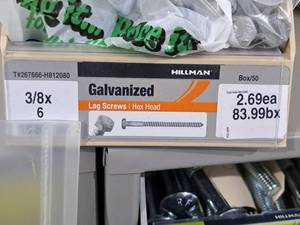 T#267666-H812080
HILLMAN
Box/50
3/8x
6
Galvanized
Lag Screws | Hex Head
2.69ea
83.99bx